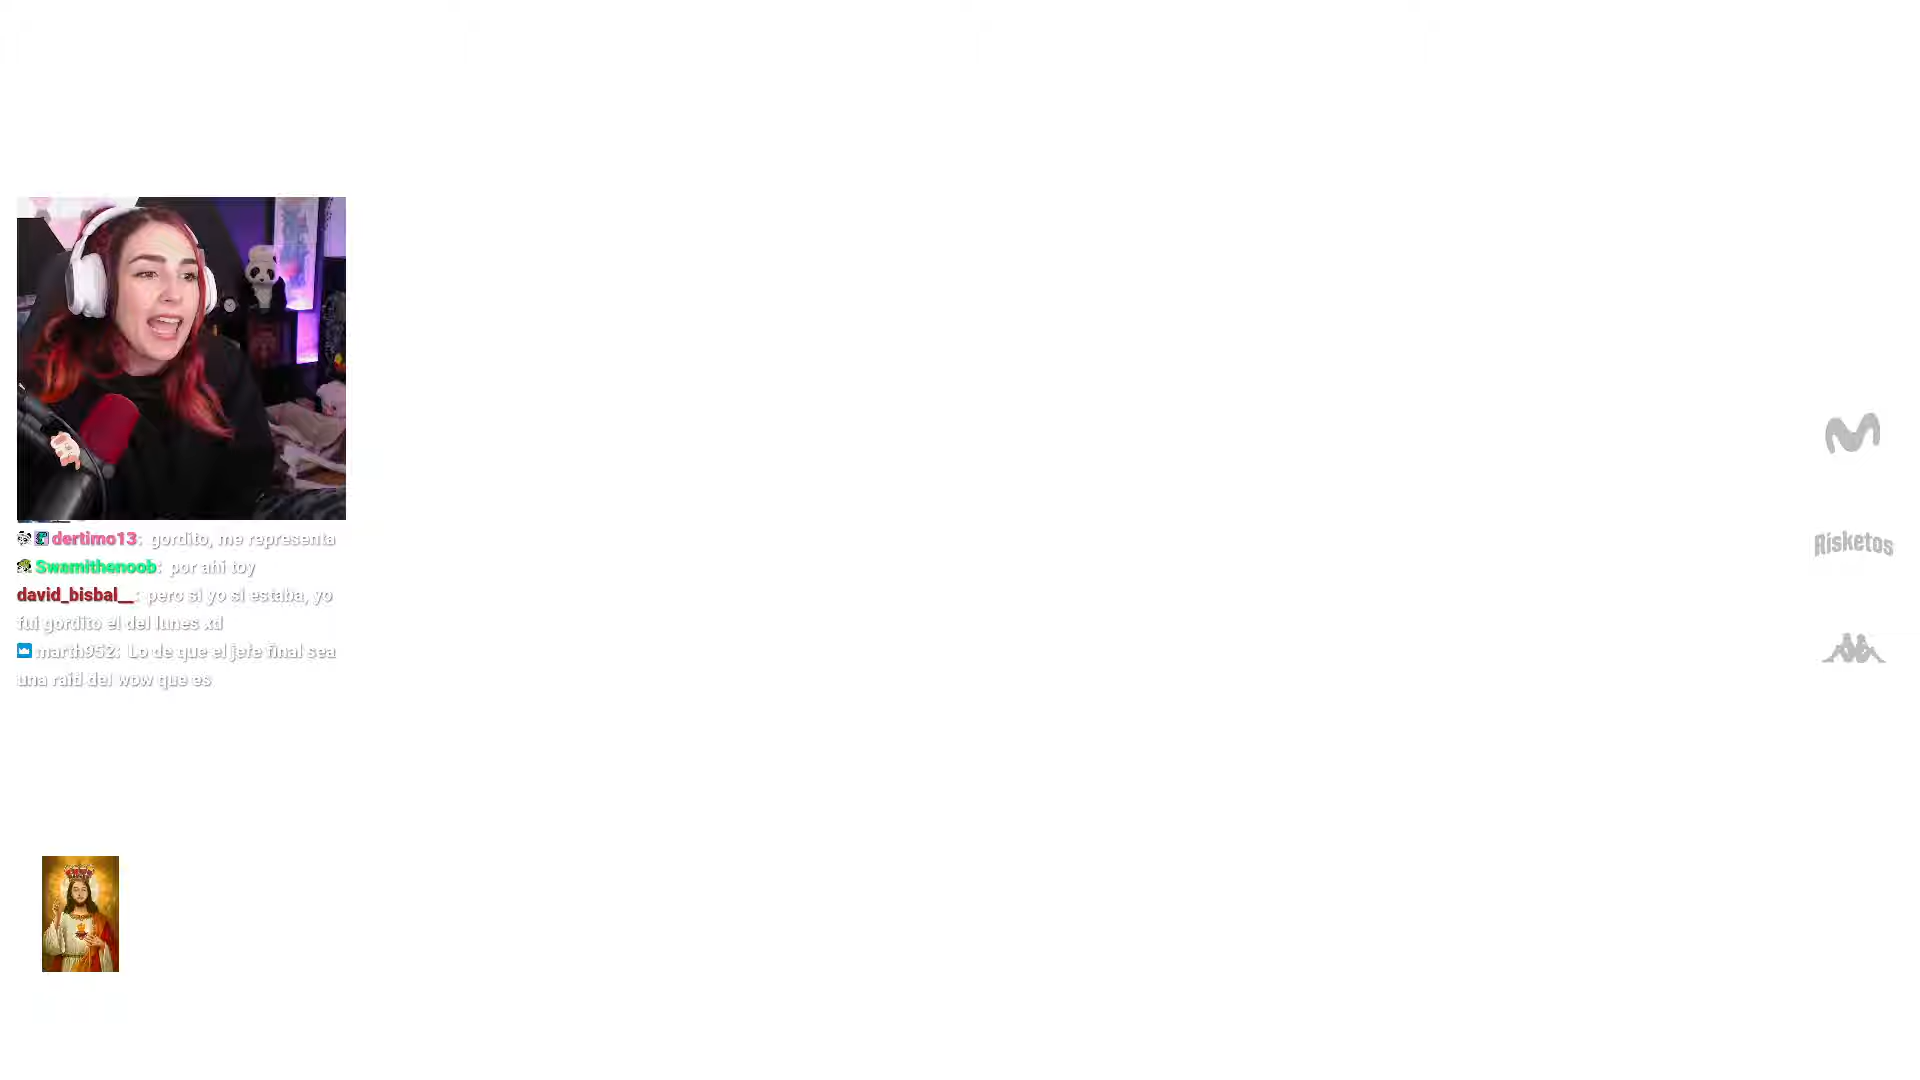 dertimo13: gordito, me representa
Swamithenoob: por ahi toy
david_bisbal__: pero si yo si estaba, yo
fui gordito el del lunes xd
marth952: Lo de que el jefe final sea
una raid del wow que es
Rísketos